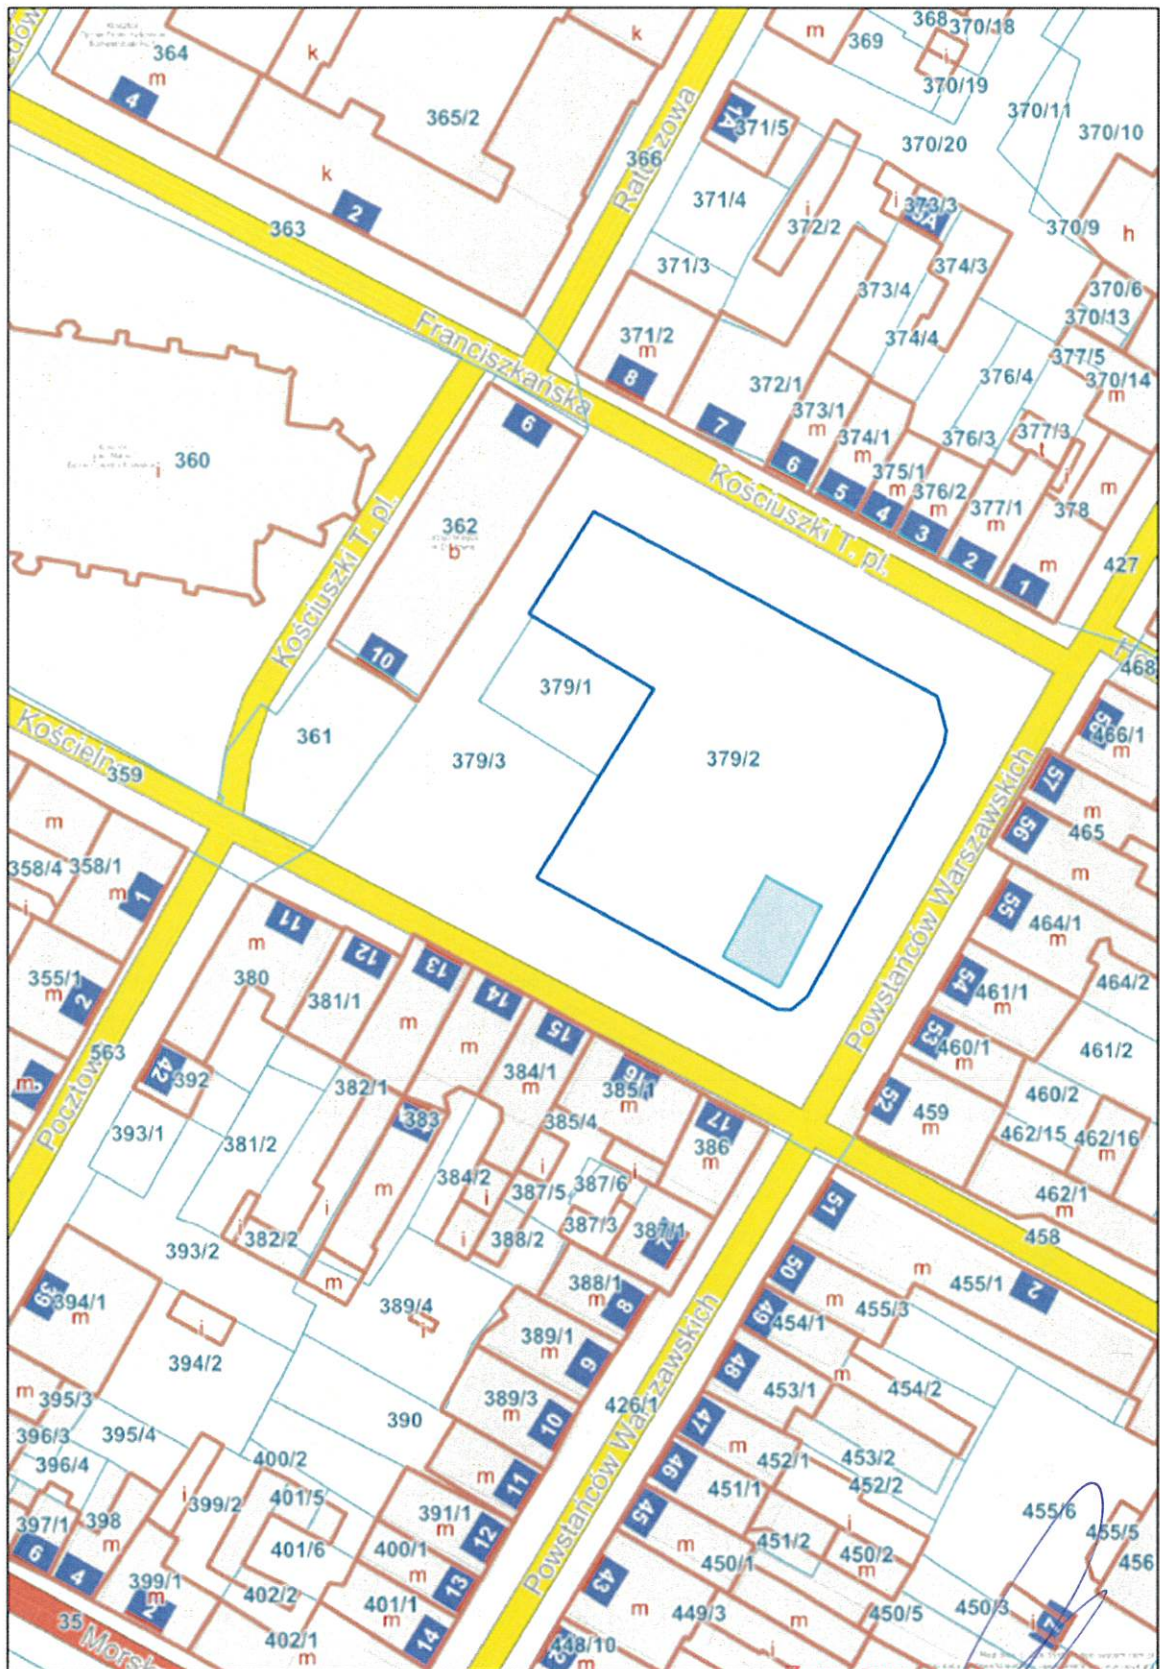 368
370/18
m
369
i
370/19
364
m
4
k
k
365/2
366
Ratuszowa
1A
371/5
370/11
370/10
370/20
k
2
363
371/4
i
372/2
i
373/3
9A
370/9
h
371/3
373/4
374/3
370/6
370/13
Franciszkańska
371/2
m
8
374/4
377/5
370/14
m
376/4
372/1
373/1
m
7
6
374/1
m
376/3
377/3
t
i
m
360
i
6
Kościuszki T. pl.
362
b
10
Kościuszki T. pl.
6
5
4
3
2
1
375/1
m
376/2
m
377/1
m
378
m
427
468
379/1
361
379/3
379/2
58
466/1
m
57
m
56
465
m
359
m
358/4
358/1
m
1
i
Powstańców Warszawskich
55
464/1
m
464/2
54
461/1
m
461/2
53
460/1
m
460/2
52
459
m
462/15
462/16
m
462/1
m
458
11
m
380
12
381/1
13
m
14
m
15
384/1
m
16
385/1
m
17
386
m
355/1
m
2
563
Pocztowa
m
42
392
393/1
381/2
382/1
383
385/4
384/2
i
i
387/5
387/6
i
387/3
387/1
7
51
m
455/1
2
393/2
i
382/2
i
m
m
i
388/2
388/1
m
8
50
m
455/3
49
454/1
39
394/1
m
i
394/2
389/4
i
389/1
m
9
48
453/1
m
454/2
m
395/3
389/3
m
10
426/1
Powstańców Warszawskich
47
m
452/1
453/2
452/2
396/3
395/4
390
396/4
400/2
m
11
46
451/1
i
399/2
401/5
391/1
m
12
45
m
451/2
i
450/2
m
455/6
455/5
456
397/1
398
m
6
4
401/6
400/1
m
13
450/1
43
m
399/1
m
2
402/2
401/1
m
14
449/3
m
450/5
450/3
i
35
402/1
m
448/10
m
i